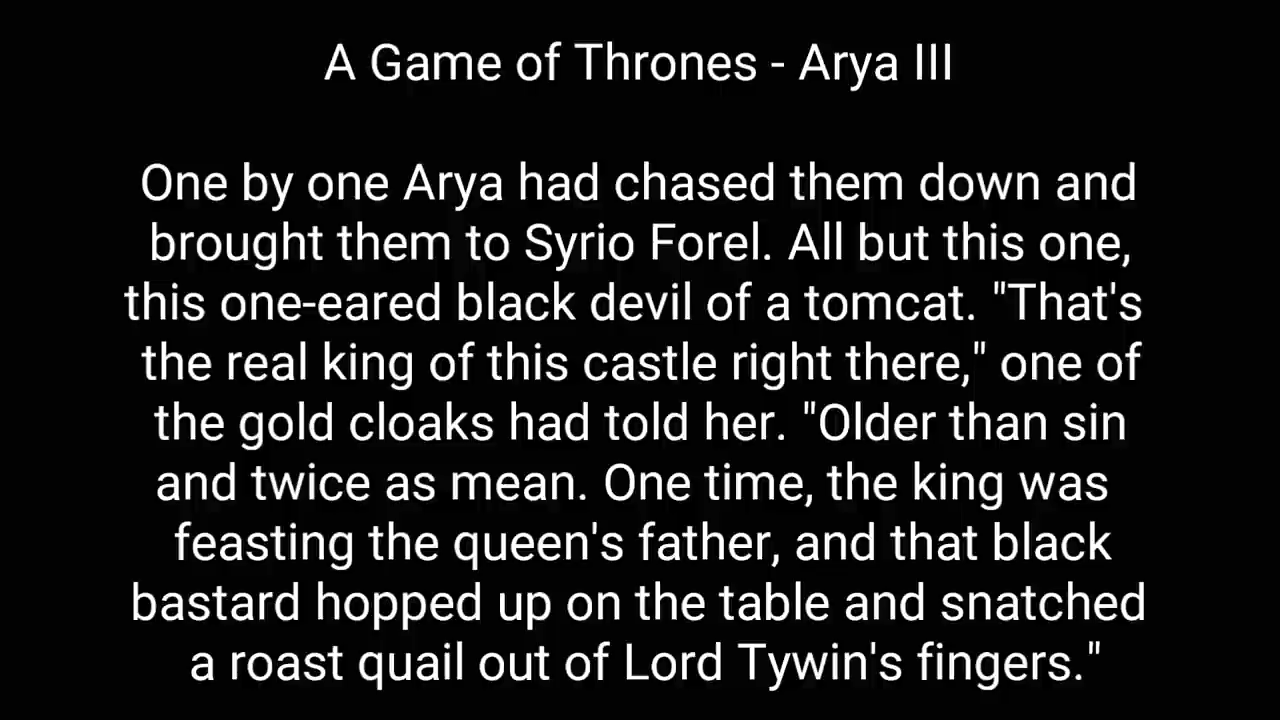 A Game of Thrones - Arya III
One by one Arya had chased them down and
brought them to Syrio Forel. All but this one,
this one-eared black devil of a tomcat. "That's
the real king of this castle right there," one of
the gold cloaks had told her. "Older than sin
and twice as mean. One time, the king was
feasting the queen's father, and that black
bastard hopped up on the table and snatched
a roast quail out of Lord Tywin's fingers."